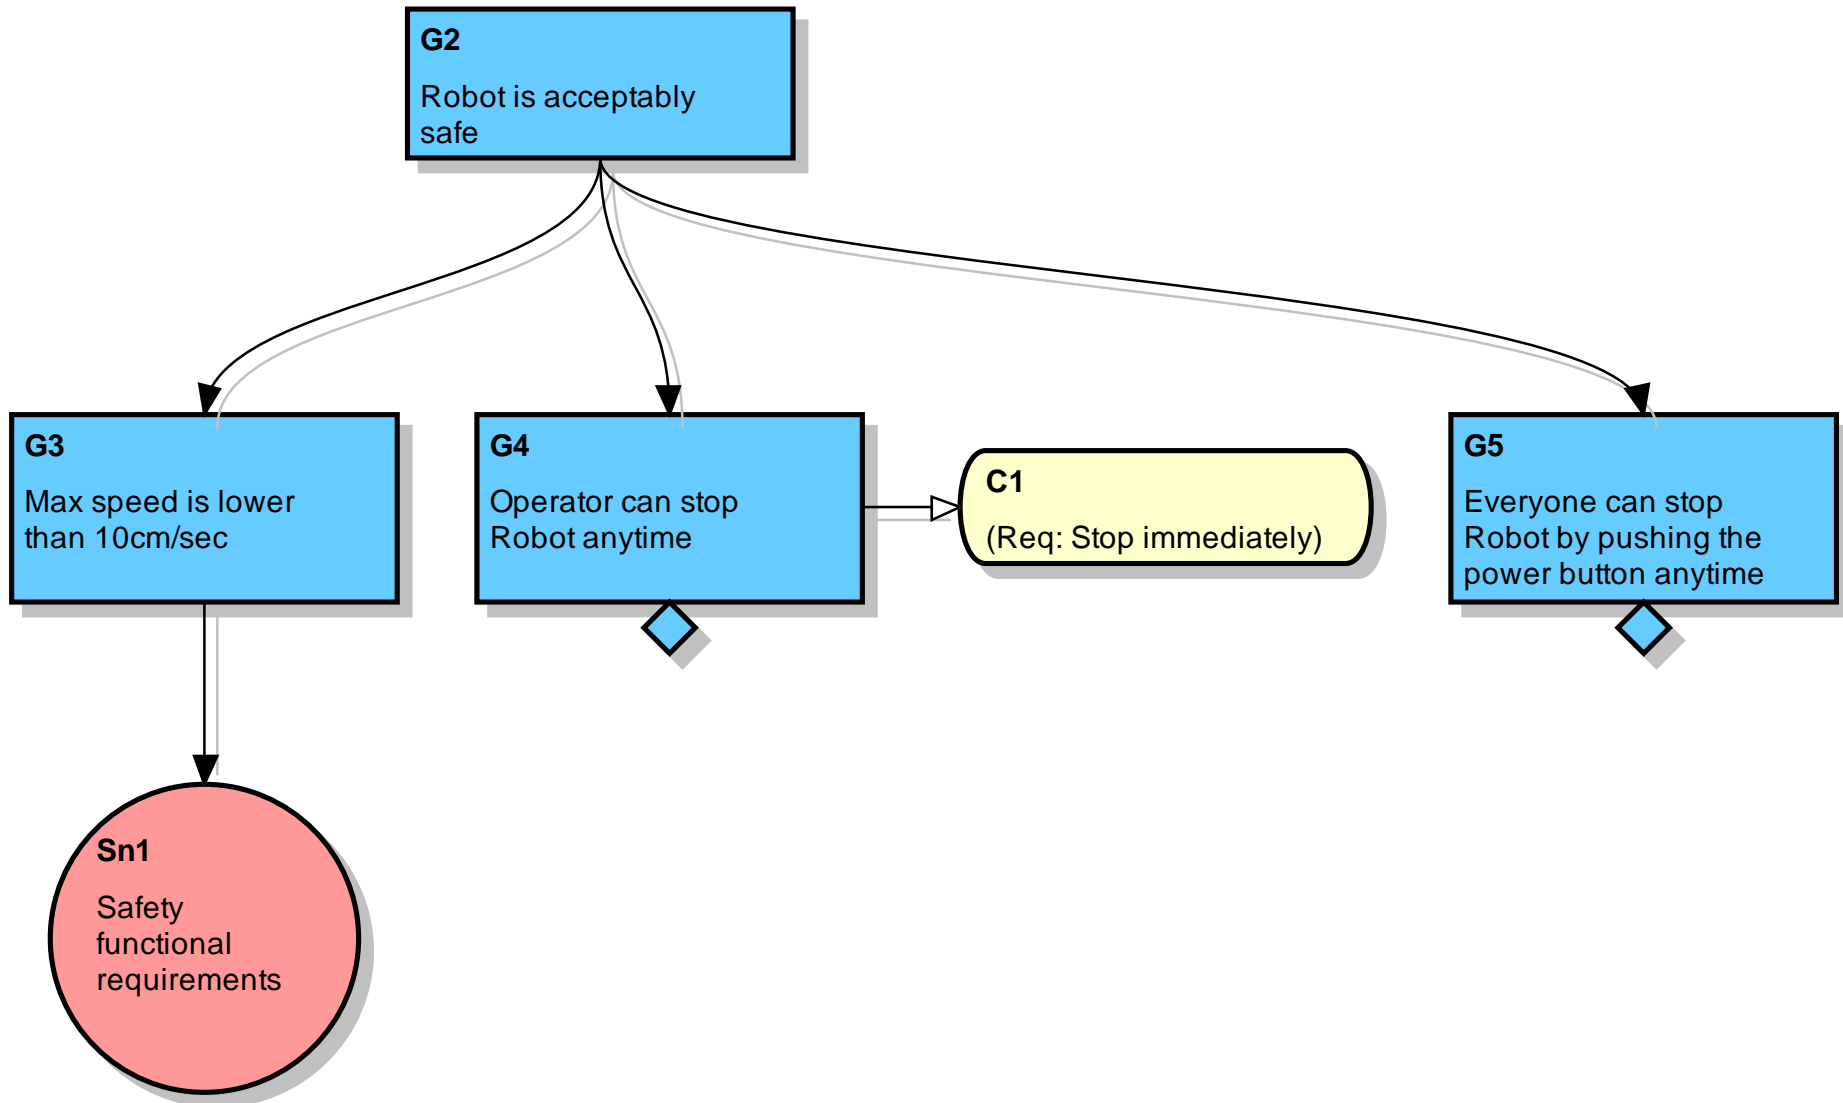 G2
Robot is acceptably
safe
G3
Max speed is lower
than 10cm/sec
G4
Operator can stop
Robot anytime
C1
(Req: Stop immediately)
G5
Everyone can stop
Robot by pushing the
power button anytime
Sn1
Safety
functional
requirements